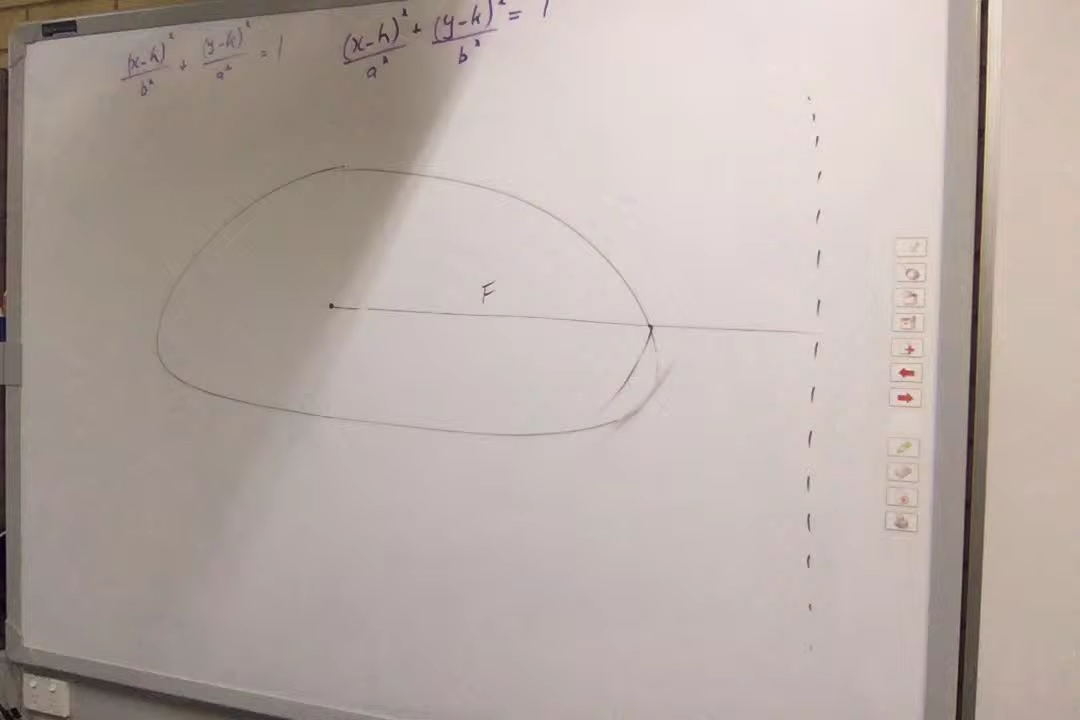 (x-h)²/b² + (y-k)²/a² = 1
(x-h)²/a² + (y-k)²/b² = 1
F